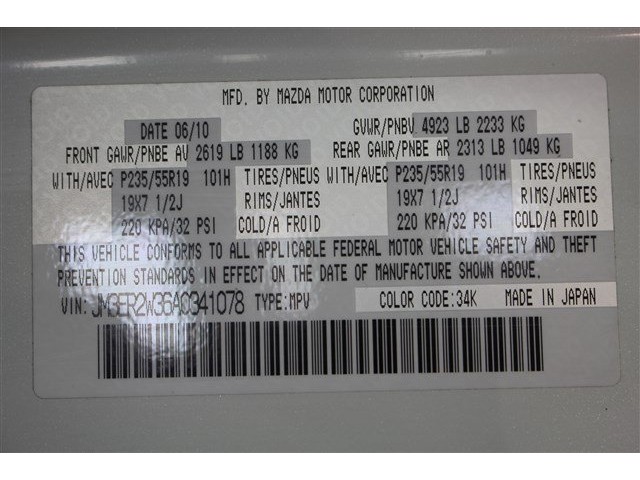 MFD. BY MAZDA MOTOR CORPORATION
DATE 06/10 GVWR/PNBV 4923 LB 2233 KG
FRONT GAWR/PNBE AV 2619 LB 1188 KG REAR GAWR/PNBE AR 2313 LB 1049 KG
WITH/AVEC P235/55R19 101H TIRES/PNEUS WITH/AVEC P235/55R19 101H TIRES/PNEUS
19X7 1/2J RIMS/JANTES 19X7 1/2J RIMS/JANTES
220 KPA/32 PSI COLD/A FROID 220 KPA/32 PSI COLD/A FROID
THIS VEHICLE CONFORMS TO ALL APPLICABLE FEDERAL MOTOR VEHICLE SAFETY AND THEFT
PREVENTION STANDARDS IN EFFECT ON THE DATE OF MANUFACTURE SHOWN ABOVE.
VIN: JM3ER2W36A0341078 TYPE:MPV COLOR CODE:34K MADE IN JAPAN